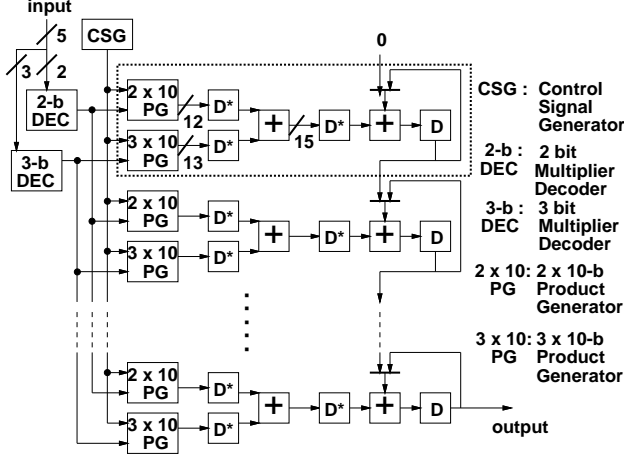 input
5
3
2
CSG
0
2-b
DEC
3-b
DEC
2 x 10
PG
12
D*
3 x 10
PG
13
D*
+
15
D*
+
D
2 x 10
PG
D*
3 x 10
PG
D*
+
D*
+
D
2 x 10
PG
D*
3 x 10
PG
D*
+
D*
+
D
output
CSG : Control
Signal
Generator
2-b : 2 bit
DEC Multiplier
Decoder
3-b : 3 bit
DEC Multiplier
Decoder
2 x 10: 2 x 10-b
PG Product
Generator
3 x 10: 3 x 10-b
PG Product
Generator